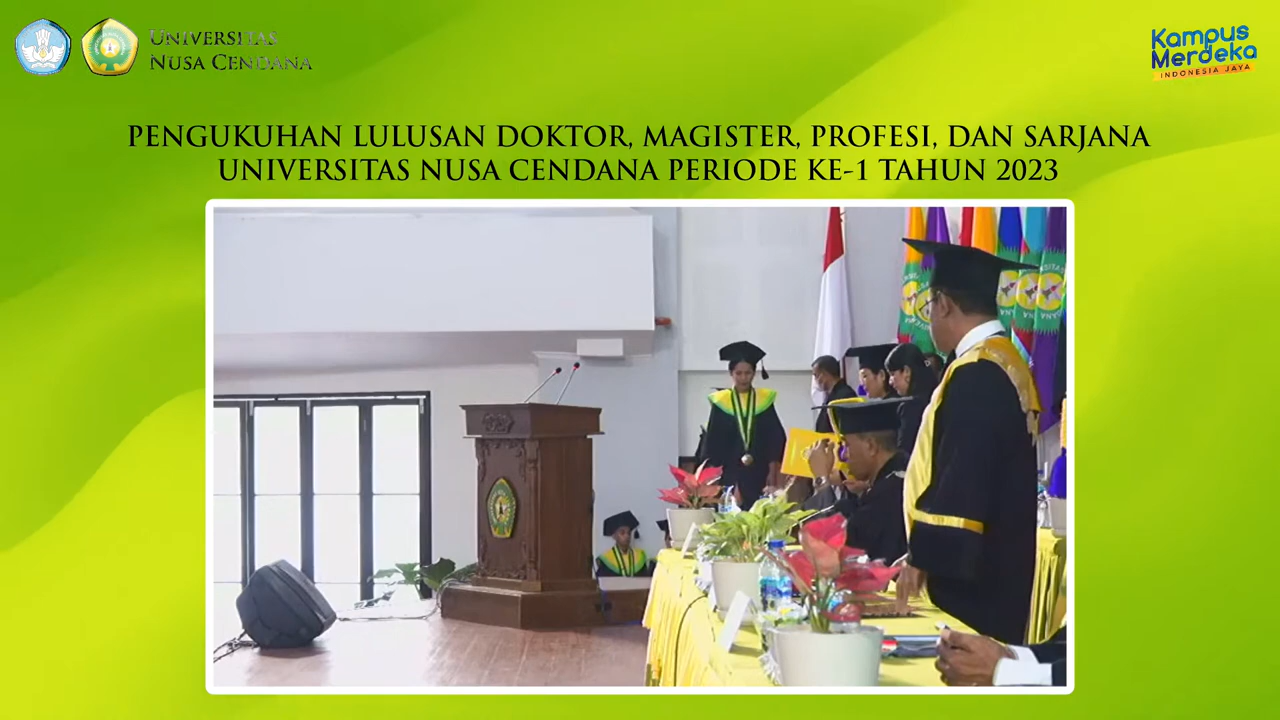 UNIVERSITAS
NUSA CENDANA
Kampus
Merdeka
INDONESIA JAYA
PENGUKUHAN LULUSAN DOKTOR, MAGISTER, PROFESI, DAN SARJANA
UNIVERSITAS NUSA CENDANA PERIODE KE-1 TAHUN 2023